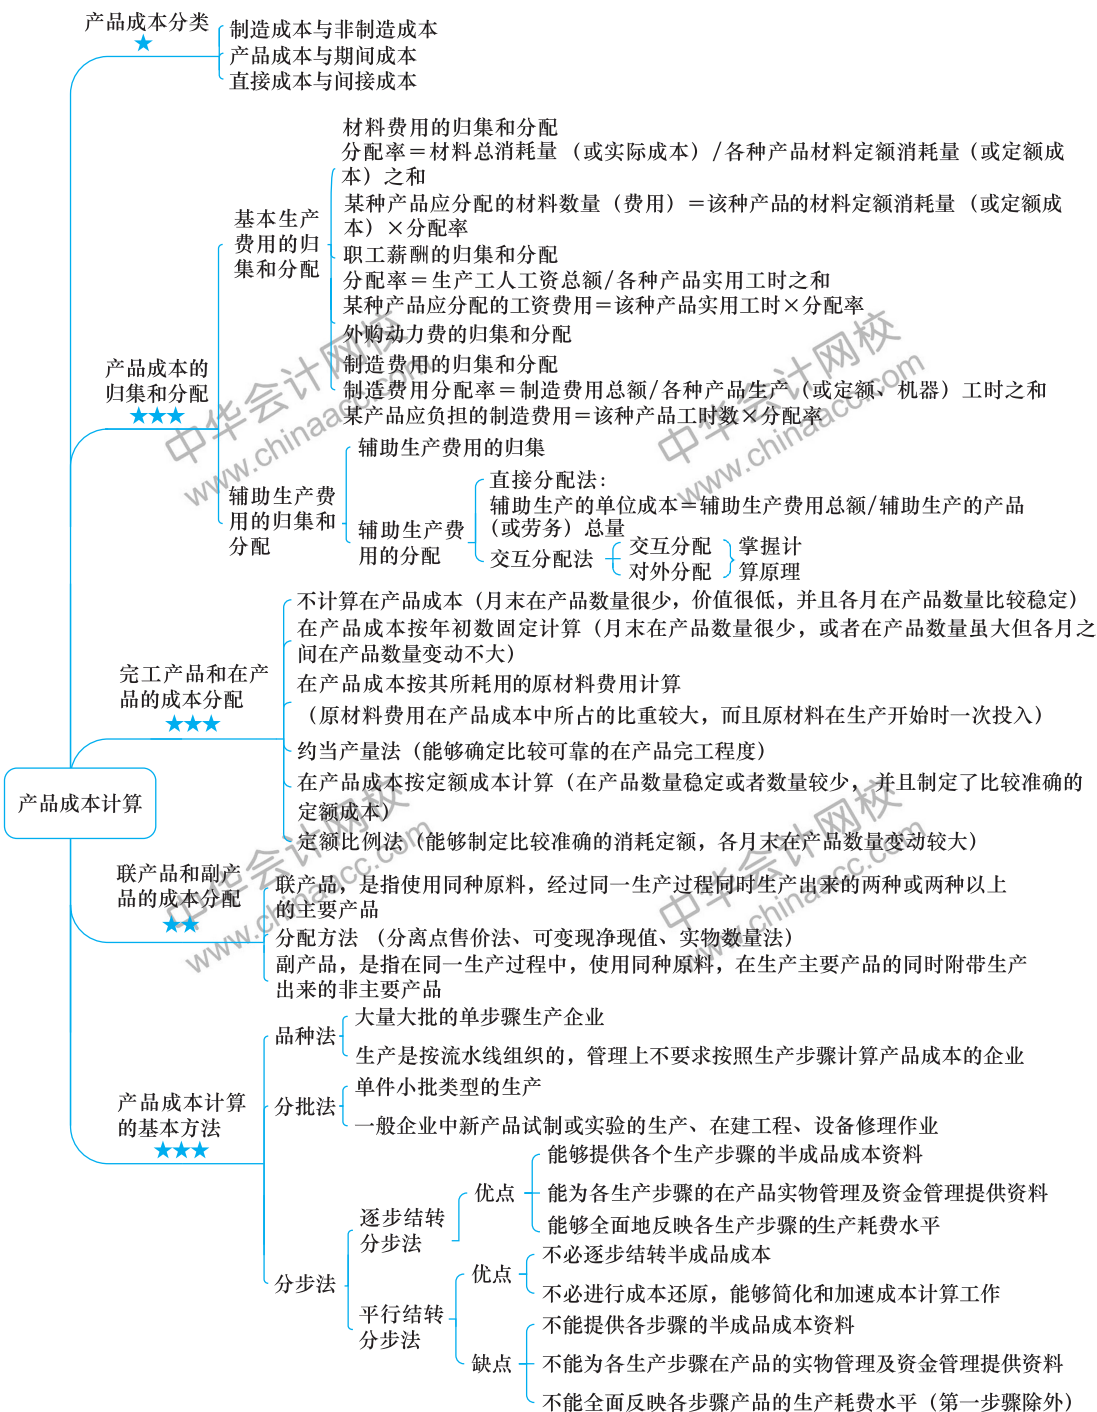 产品成本分类
制造成本与非制造成本
产品成本与期间成本
直接成本与间接成本
材料费用的归集和分配
分配率＝材料总消耗量（或实际成本）/各种产品材料定额消耗量（或定额成
本）之和
某种产品应分配的材料数量（费用）＝该种产品的材料定额消耗量（或定额成
本）×分配率
基本生产
费用的归
集和分配
职工薪酬的归集和分配
分配率＝生产工人工资总额/各种产品实用工时之和
某种产品应分配的工资费用＝该种产品实用工时×分配率
外购动力费的归集和分配
制造费用的归集和分配
制造费用分配率＝制造费用总额/各种产品生产（或定额、机器）工时之和
某产品应负担的制造费用＝该种产品工时数×分配率
产品成本的
归集和分配
辅助生产费
用的归集和
分配
辅助生产费用的归集
辅助生产费
用的分配
直接分配法：
辅助生产的单位成本＝辅助生产费用总额/辅助生产的产品
（或劳务）总量
交互分配法
交互分配
对外分配
掌握计
算原理
完工产品和在产
品的成本分配
不计算在产品成本（月末在产品数量很少，价值很低，并且各月在产品数量比较稳定）
在产品成本按年初数固定计算（月末在产品数量很少，或者在产品数量虽大但各月之
间在产品数量变动不大）
在产品成本按其所耗用的原材料费用计算
（原材料费用在产品成本中所占的比重较大，而且原材料在生产开始时一次投入）
约当产量法（能够确定比较可靠的在产品完工程度）
在产品成本按定额成本计算（在产品数量稳定或者数量较少，并且制定了比较准确的
定额成本）
定额比例法（能够制定比较准确的消耗定额，各月末在产品数量变动较大）
产品成本计算
联产品和副产
品的成本分配
联产品，是指使用同种原料，经过同一生产过程同时生产出来的两种或两种以上
的主要产品
分配方法（分离点售价法、可变现净现值、实物数量法）
副产品，是指在同一生产过程中，使用同种原料，在生产主要产品的同时附带生产
出来的非主要产品
产品成本计算
的基本方法
品种法
大量大批的单步骤生产企业
生产是按流水线组织的，管理上不要求按照生产步骤计算产品成本的企业
分批法
单件小批类型的生产
一般企业中新产品试制或实验的生产、在建工程、设备修理作业
分步法
逐步结转
分步法
优点
能够提供各个生产步骤的半成品成本资料
能为各生产步骤的在产品实物管理及资金管理提供资料
能够全面地反映各生产步骤的生产耗费水平
平行结转
分步法
优点
不必逐步结转半成品成本
不必进行成本还原，能够简化和加速成本计算工作
缺点
不能提供各步骤的半成品成本资料
不能为各生产步骤在产品的实物管理及资金管理提供资料
不能全面反映各步骤产品的生产耗费水平（第一步骤除外）
中华会计网校
www.chinaacc.com
中华会计网校
www.chinaacc.com
中华会计网校
www.chinaacc.com
中华会计网校
www.chinaacc.com